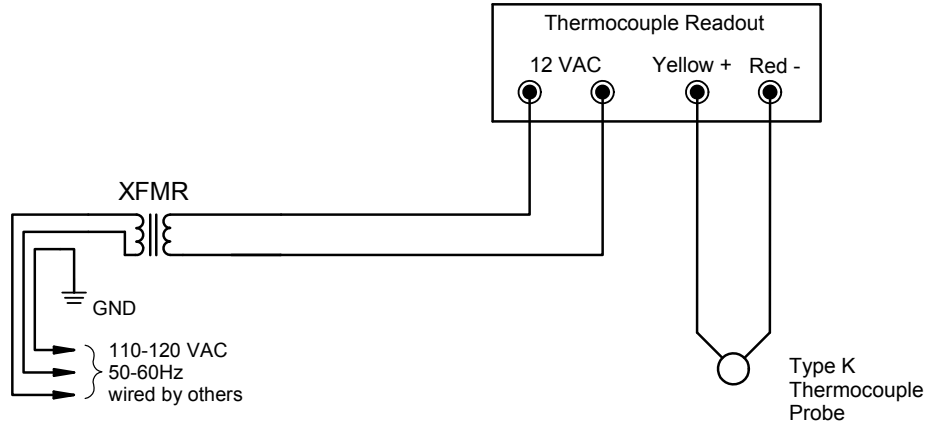 Thermocouple Readout
12 VAC
Yellow +
Red -
XFMR
GND
110-120 VAC
50-60Hz
wired by others
Type K
Thermocouple
Probe